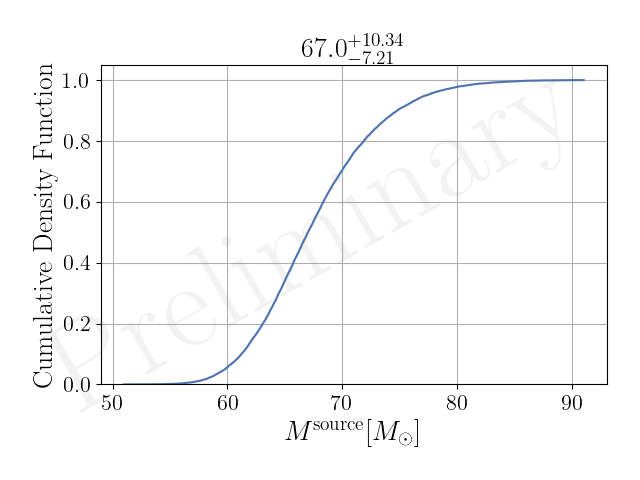 67.0^{+10.34}_{-7.21}
Cumulative Density Function
1.0
0.8
0.6
0.4
0.2
0.0
50 60 70 80 90
M^{source}[M_⊙]
Preliminary